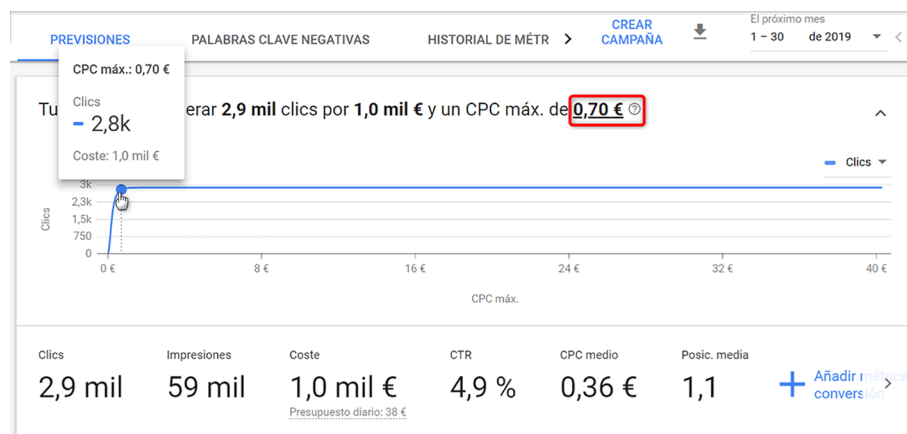 PREVISIONES
PALABRAS CLAVE NEGATIVAS
HISTORIAL DE MÉTR
CREAR
CAMPAÑA
El próximo mes
1 – 30 de 2019
CPC máx.: 0,70 €
Clics
2,8k
Coste: 1,0 mil €
Tu erar 2,9 mil clics por 1,0 mil € y un CPC máx. de 0,70 €
Clics
3k
2,3k
1,5k
750
0
Clics
0 €
8 €
16 €
24 €
32 €
40 €
CPC máx.
Clics
2,9 mil
Impresiones
59 mil
Coste
1,0 mil €
Presupuesto diario: 38 €
CTR
4,9 %
CPC medio
0,36 €
Posic. media
1,1
Añadir métrica
conversión